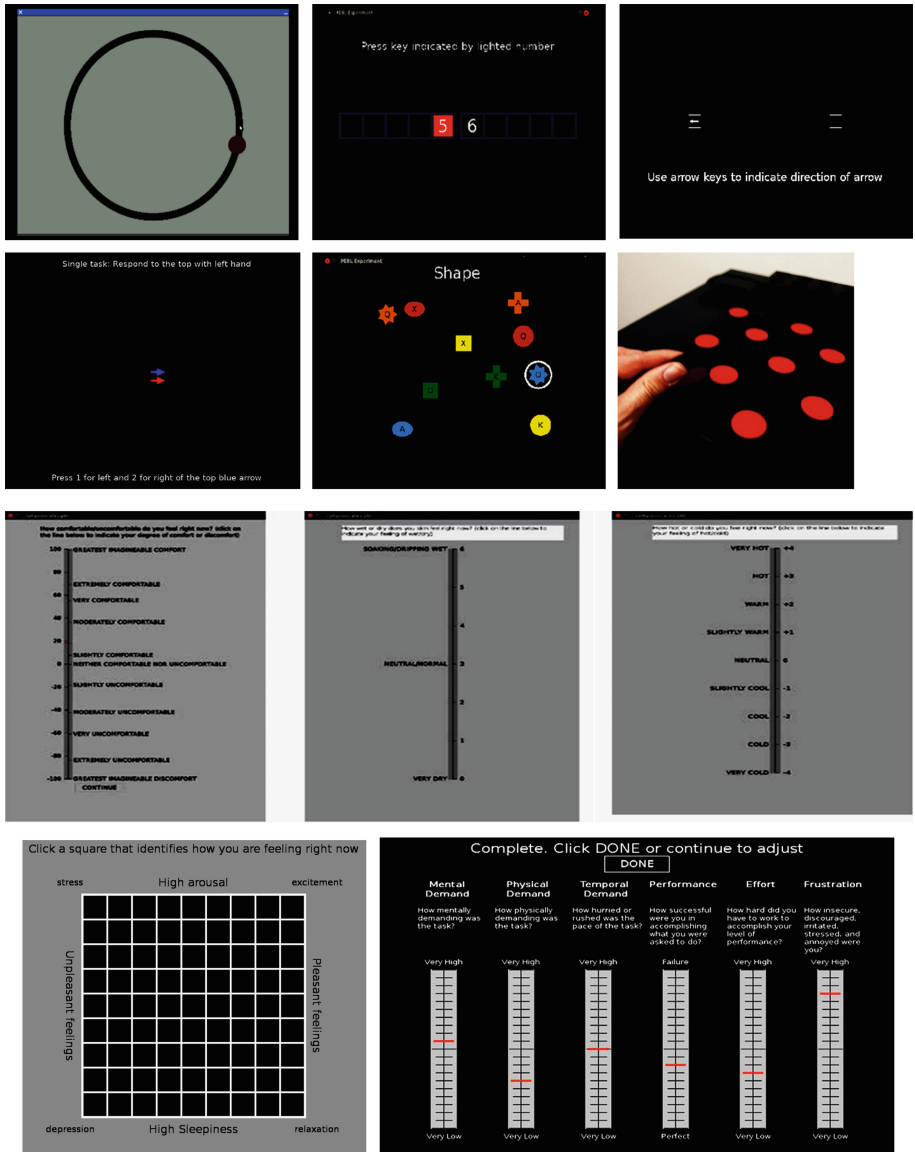 PEEL Experiment
Press key indicated by lighted number
5 6
Use arrow keys to indicate direction of arrow
Single task: Respond to the top with left hand
Press 1 for left and 2 for right of the top blue arrow
PEEL Experiment
Shape
Q X A
X Q
Q K Q
A K
How comfortable/uncomfortable do you feel right now? (click on
the line below to indicate your degree of comfort or discomfort)
100 GREATEST IMAGINEABLE COMFORT
80
EXTREMELY COMFORTABLE
60 VERY COMFORTABLE
40 MODERATELY COMFORTABLE
20
SLIGHTLY COMFORTABLE
0 NEITHER COMFORTABLE NOR UNCOMFORTABLE
-20 SLIGHTLY UNCOMFORTABLE
-40 MODERATELY UNCOMFORTABLE
-60 VERY UNCOMFORTABLE
-80 EXTREMELY UNCOMFORTABLE
-100 GREATEST IMAGINEABLE DISCOMFORT
CONTINUE
How wet or dry does you skin feel right now? (click on the line below to
indicate your feeling of wet/dry)
SOAKING/DRIPPING WET 6
5
4
NEUTRAL/NORMAL 3
2
1
VERY DRY 0
How hot or cold do you feel right now? (click on the line below to indicate
your feeling of hot/cold)
VERY HOT +4
HOT +3
WARM +2
SLIGHTLY WARM +1
NEUTRAL 0
SLIGHTLY COOL -1
COOL -2
COLD -3
VERY COLD -4
Click a square that identifies how you are feeling right now
stress High arousal excitement
Unpleasant feelings
Pleasant feelings
depression High Sleepiness relaxation
Complete. Click DONE or continue to adjust
DONE
Mental
Demand
How mentally
demanding was
the task?
Very High
Very Low
Physical
Demand
How physically
demanding was
the task?
Very High
Very Low
Temporal
Demand
How hurried or
rushed was the
pace of the task?
Very High
Very Low
Performance
How successful
were you in
accomplishing
what you were
asked to do?
Failure
Perfect
Effort
How hard did you
have to work to
accomplish your
level of
performance?
Very High
Very Low
Frustration
How insecure,
discouraged,
irritated,
stressed, and
annoyed were
you?
Very High
Very Low